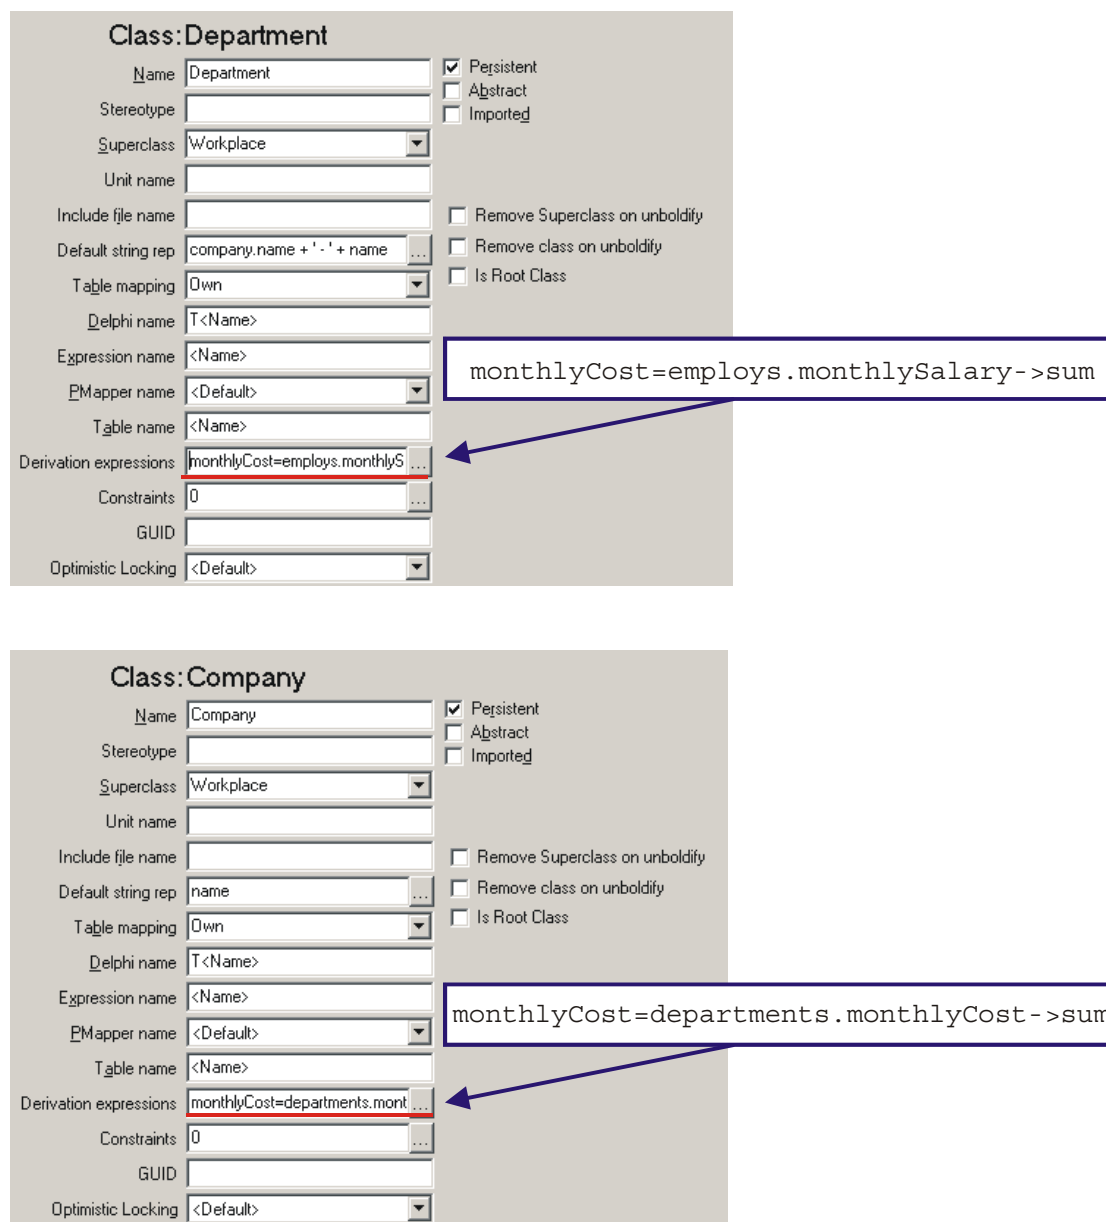 Class: Department
Name Department
Persistent
Abstract
Stereotype
Imported
Superclass Workplace
Unit name
Include file name
Remove Superclass on unboldify
Default string rep company.name + ' - ' + name ...
Remove class on unboldify
Table mapping Own
Is Root Class
Delphi name T<Name>
Expression name <Name>
monthlyCost=employs.monthlySalary->sum
PMapper name <Default>
Table name <Name>
Derivation expressions monthlyCost=employs.monthlyS ...
Constraints 0 ...
GUID
Optimistic Locking <Default>
Class: Company
Name Company
Persistent
Abstract
Stereotype
Imported
Superclass Workplace
Unit name
Include file name
Remove Superclass on unboldify
Default string rep name ...
Remove class on unboldify
Table mapping Own
Is Root Class
Delphi name T<Name>
Expression name <Name>
monthlyCost=departments.monthlyCost->sum
PMapper name <Default>
Table name <Name>
Derivation expressions monthlyCost=departments.mont ...
Constraints 0 ...
GUID
Optimistic Locking <Default>